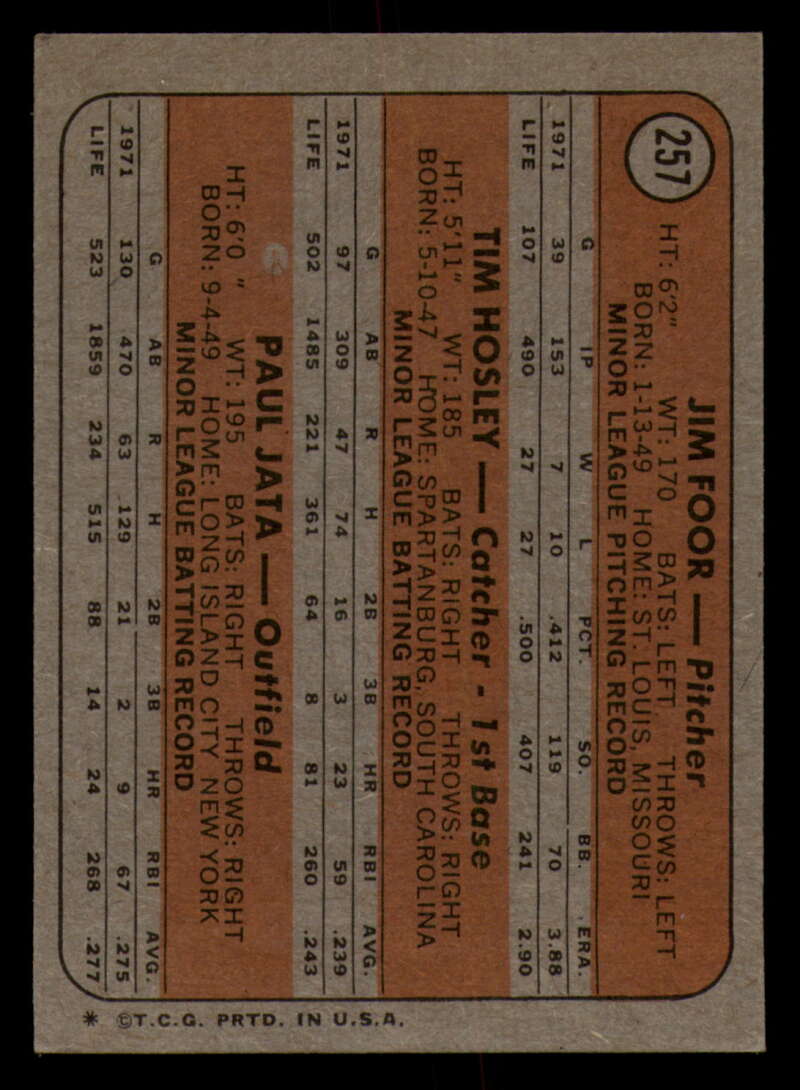 257
JIM FOOR — Pitcher
HT: 6'2" WT: 170 BATS: LEFT THROWS: LEFT
BORN: 1-13-49 HOME: ST. LOUIS, MISSOURI
MINOR LEAGUE PITCHING RECORD
G IP W L PCT. SO. BB. ERA.
1971 39 153 7 10 .412 119 70 3.88
LIFE 107 490 27 27 .500 407 241 2.90
TIM HOSLEY — Catcher - 1st Base
HT: 5'11" WT: 185 BATS: RIGHT THROWS: RIGHT
BORN: 5-10-47 HOME: SPARTANBURG, SOUTH CAROLINA
MINOR LEAGUE BATTING RECORD
G AB R H 2B 3B HR RBI AVG.
1971 97 309 47 74 16 3 23 59 .239
LIFE 502 1485 221 361 64 8 81 260 .243
PAUL JATA — Outfield
HT: 6'0 " WT: 195 BATS: RIGHT THROWS: RIGHT
BORN: 9-4-49 HOME: LONG ISLAND CITY, NEW YORK
MINOR LEAGUE BATTING RECORD
G AB R H 2B 3B HR RBI AVG.
1971 130 470 63 129 21 2 9 67 .275
LIFE 523 1859 234 515 88 14 24 268 .277
* ©T.C.G. PRTD. IN U.S.A.